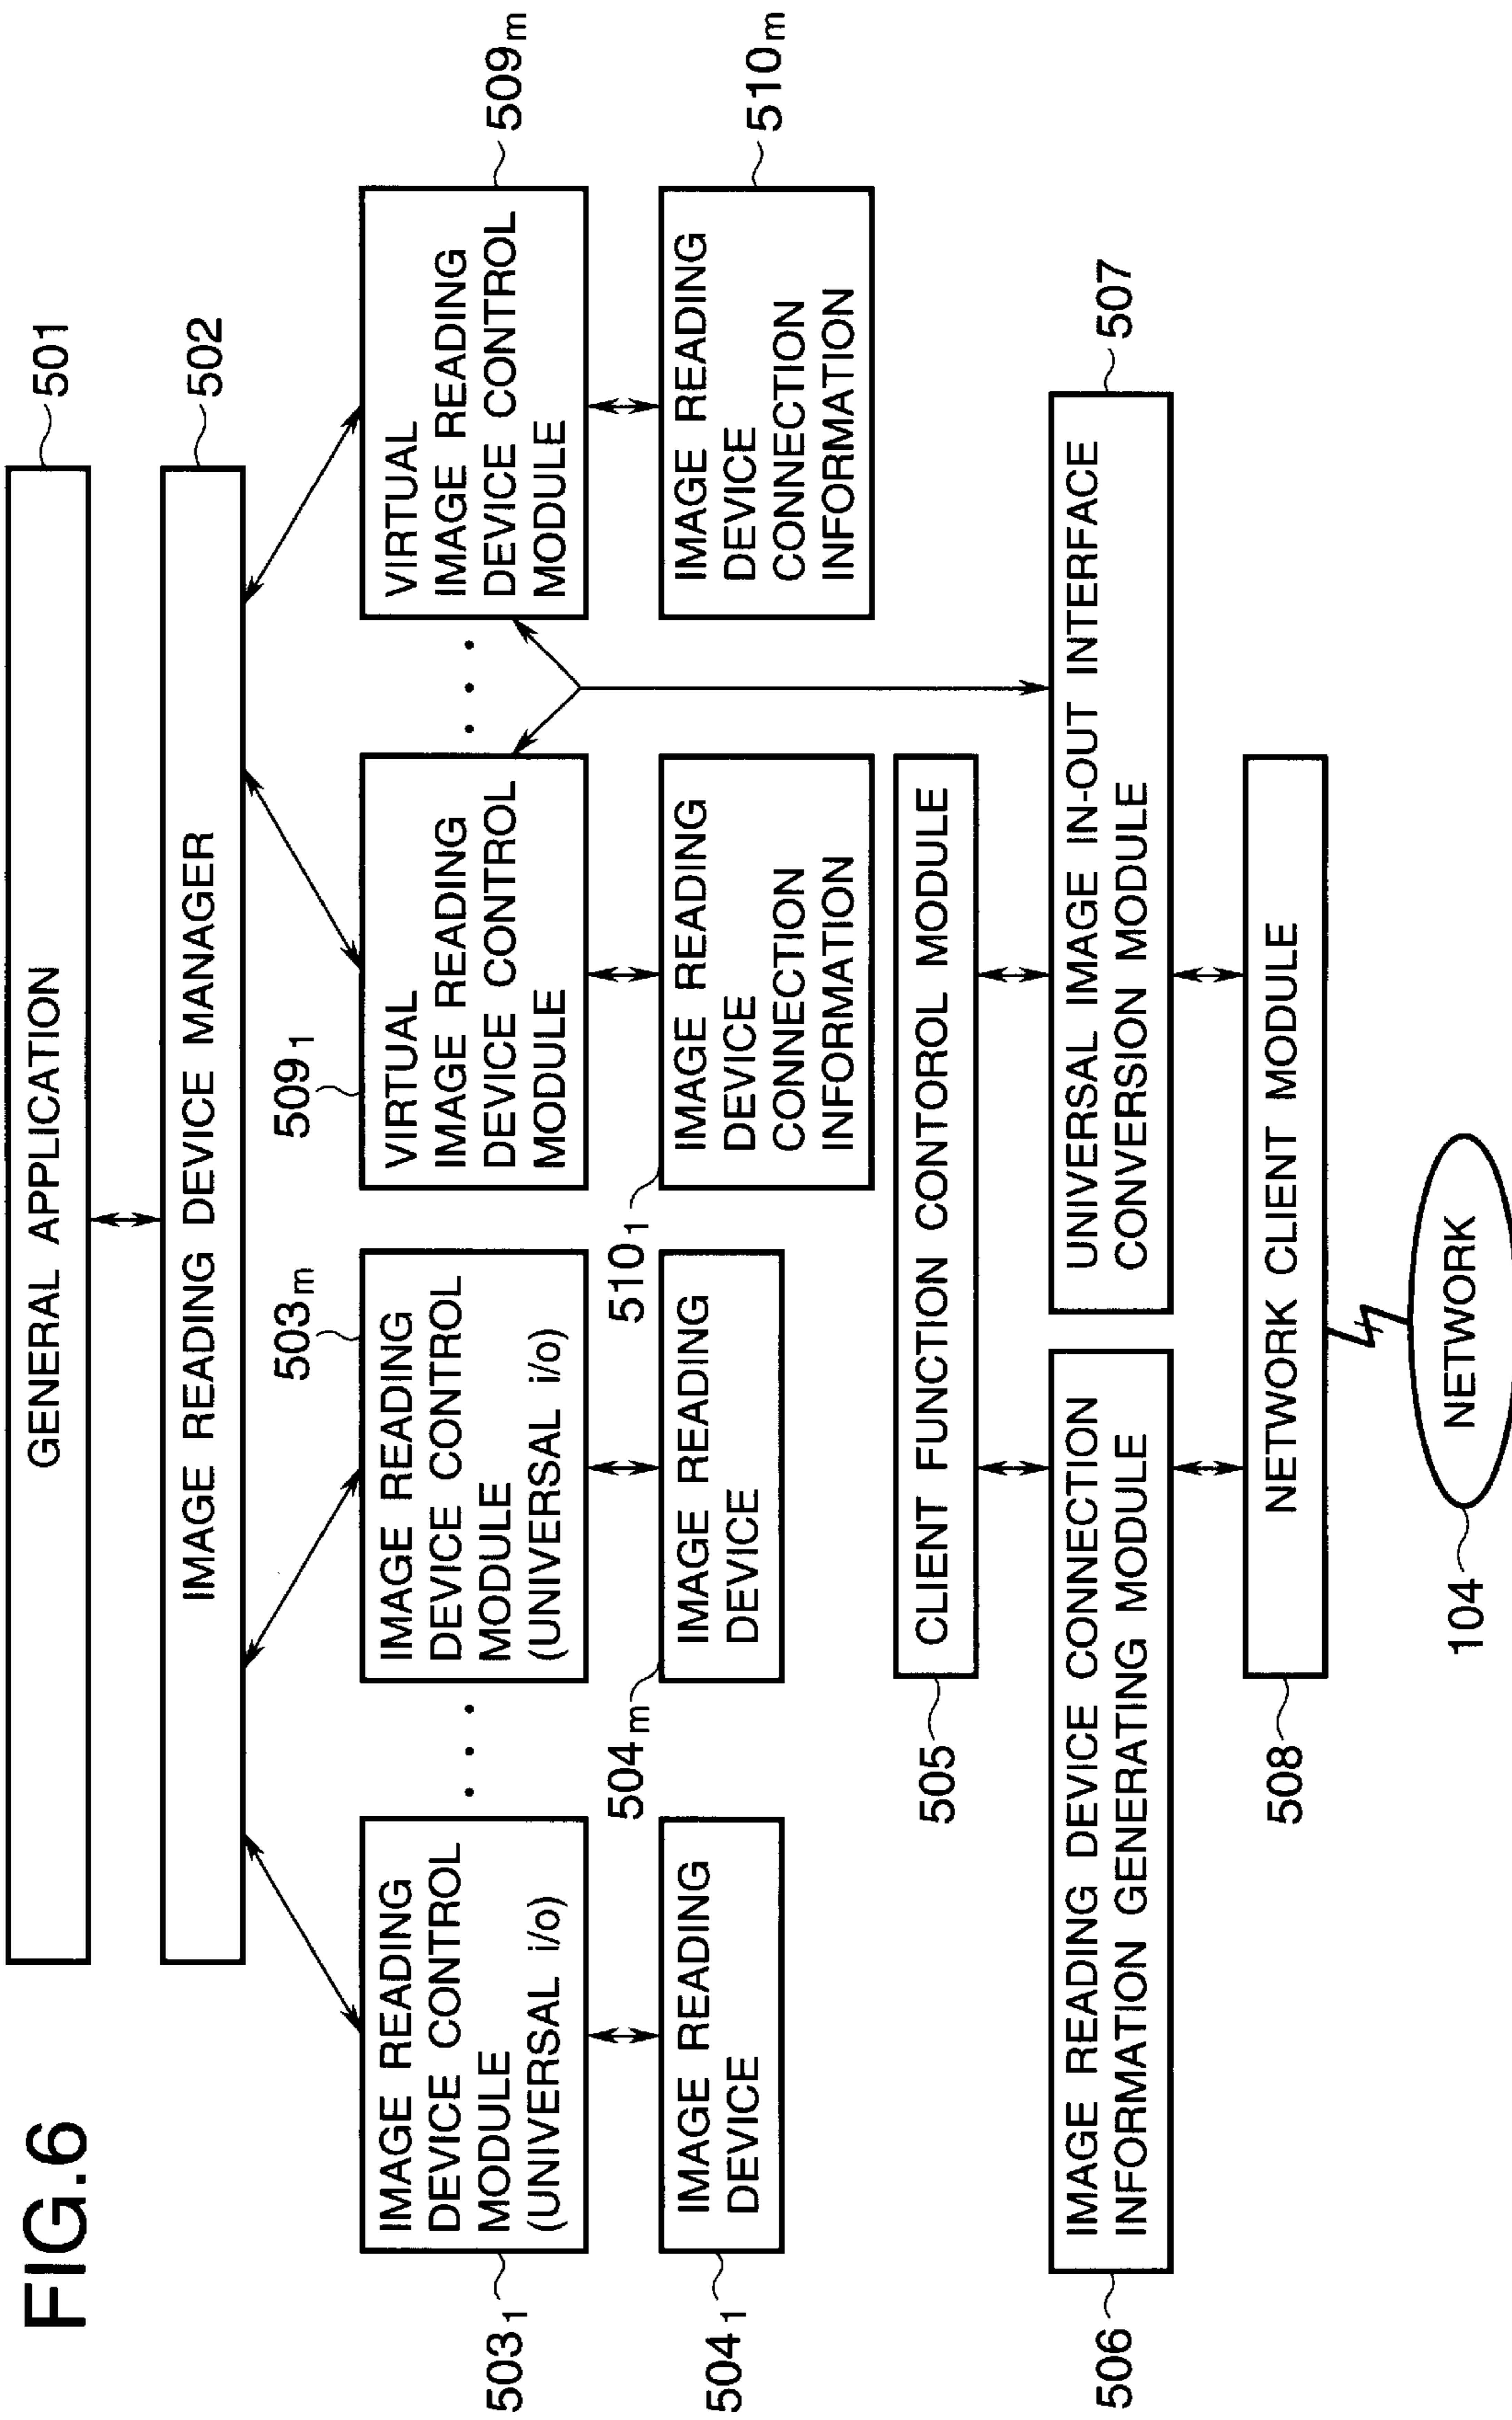 FIG.6
GENERAL APPLICATION
501
IMAGE READING DEVICE MANAGER
502
503m
5091
IMAGE READING
DEVICE CONTROL
MODULE
(UNIVERSAL i/o)
5031
IMAGE READING
DEVICE CONTROL
MODULE
(UNIVERSAL i/o)
VIRTUAL
IMAGE READING
DEVICE CONTROL
MODULE
VIRTUAL
IMAGE READING
DEVICE CONTROL
MODULE
509m
504m
5101
IMAGE READING
DEVICE
5041
IMAGE READING
DEVICE
IMAGE READING
DEVICE
CONNECTION
INFORMATION
IMAGE READING
DEVICE
CONNECTION
INFORMATION
510m
505
CLIENT FUNCTION CONTOROL MODULE
506
IMAGE READING DEVICE CONNECTION
INFORMATION GENERATING MODULE
UNIVERSAL IMAGE IN-OUT INTERFACE
CONVERSION MODULE
507
508
NETWORK CLIENT MODULE
104
NETWORK